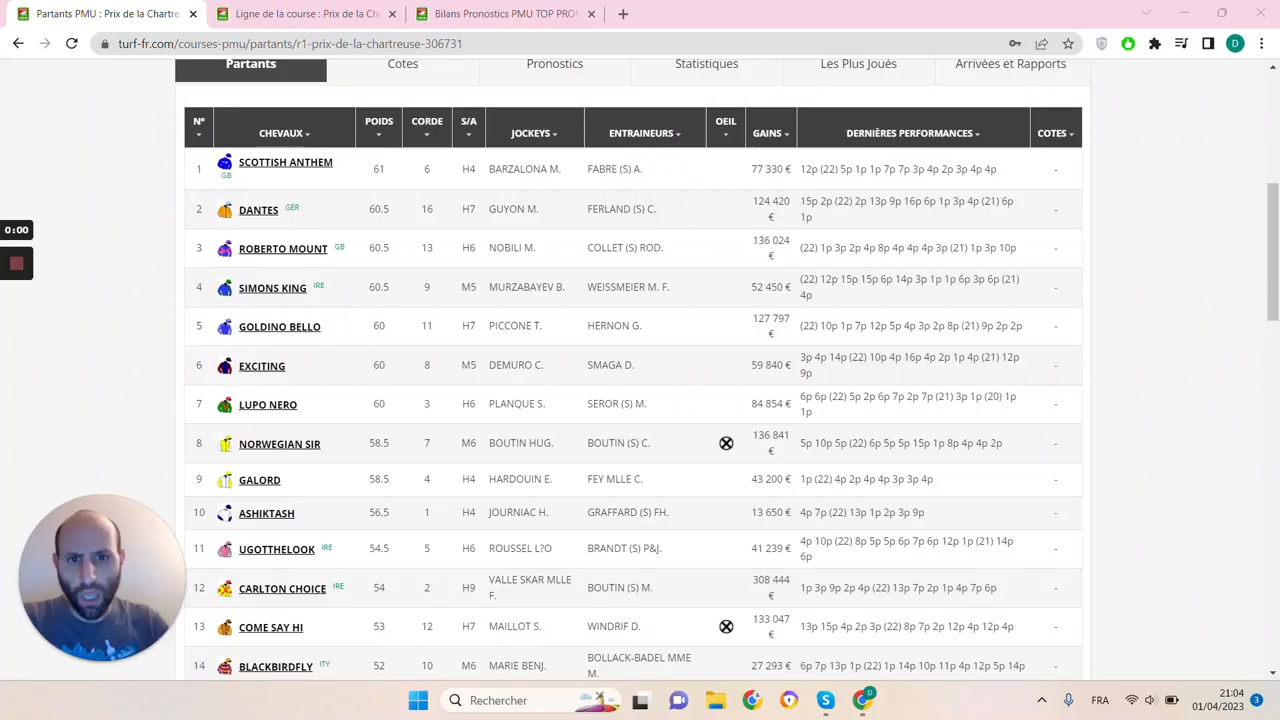 Partants PMU : Prix de la Chartre
Ligne de la course : Prix de la Ch
Bilans Pronostics PMU TOP PRO
turf-fr.com/courses-pmu/partants/r1-prix-de-la-chartreuse-306731
Partants Cotes Pronostics Statistiques Les Plus Joués Arrivées et Rapports
N° CHEVAUX POIDS CORDE S/A JOCKEYS ENTRAINEURS OEIL GAINS DERNIÈRES PERFORMANCES COTES
1 SCOTTISH ANTHEM GB 61 6 H4 BARZALONA M. FABRE (S) A. 77 330 € 12p (22) 5p 1p 1p 7p 7p 3p 4p 2p 3p 4p 4p -
2 DANTES GER 60.5 16 H7 GUYON M. FERLAND (S) C. 124 420 € 15p 2p (22) 2p 13p 9p 16p 6p 1p 3p 4p (21) 6p 1p -
3 ROBERTO MOUNT GB 60.5 13 H6 NOBILI M. COLLET (S) ROD. 136 024 € (22) 1p 3p 2p 4p 8p 4p 4p 4p 3p (21) 1p 3p 10p -
4 SIMONS KING IRE 60.5 9 M5 MURZABAYEV B. WEISSMEIER M. F. 52 450 € (22) 12p 15p 15p 6p 14p 3p 1p 1p 6p 3p 6p (21) 4p -
5 GOLDINO BELLO 60 11 H7 PICCONE T. HERNON G. 127 797 € (22) 10p 1p 7p 12p 5p 4p 3p 2p 8p (21) 9p 2p 2p -
6 EXCITING 60 8 M5 DEMURO C. SMAGA D. 59 840 € 3p 4p 14p (22) 10p 4p 16p 4p 2p 1p 4p (21) 12p 9p -
7 LUPO NERO 60 3 H6 PLANQUE S. SEROR (S) M. 84 854 € 6p 6p (22) 5p 2p 6p 7p 2p 7p (21) 3p 1p (20) 1p 1p -
8 NORWEGIAN SIR 58.5 7 M6 BOUTIN HUG. BOUTIN (S) C. 136 841 € 5p 10p 5p (22) 6p 5p 5p 15p 1p 8p 4p 4p 2p -
9 GALORD 58.5 4 H4 HARDOUIN E. FEY MLLE C. 43 200 € 1p (22) 4p 2p 4p 4p 3p 3p 4p -
10 ASHIKTASH 56.5 1 H4 JOURNIAC H. GRAFFARD (S) FH. 13 650 € 4p 7p (22) 13p 1p 2p 3p 9p -
11 UGOTTHELOOK IRE 54.5 5 H6 ROUSSEL L?O BRANDT (S) P&J. 41 239 € 4p 10p (22) 8p 5p 5p 6p 7p 6p 12p 1p (21) 14p 6p -
12 CARLTON CHOICE IRE 54 2 H9 VALLE SKAR MLLE F. BOUTIN (S) M. 308 444 € 1p 3p 9p 2p 4p (22) 13p 7p 2p 1p 4p 7p 6p -
13 COME SAY HI 53 12 H7 MAILLOT S. WINDRIF D. 133 047 € 13p 15p 4p 2p 3p (22) 8p 7p 2p 12p 4p 12p 4p -
14 BLACKBIRDFLY ITY 52 10 M6 MARIE BENJ. BOLLACK-BADEL MME M. 27 293 € 6p 7p 13p 1p (22) 1p 14p 10p 11p 4p 12p 5p 14p -
0:00
D
Rechercher
FRA
21:04
01/04/2023
3